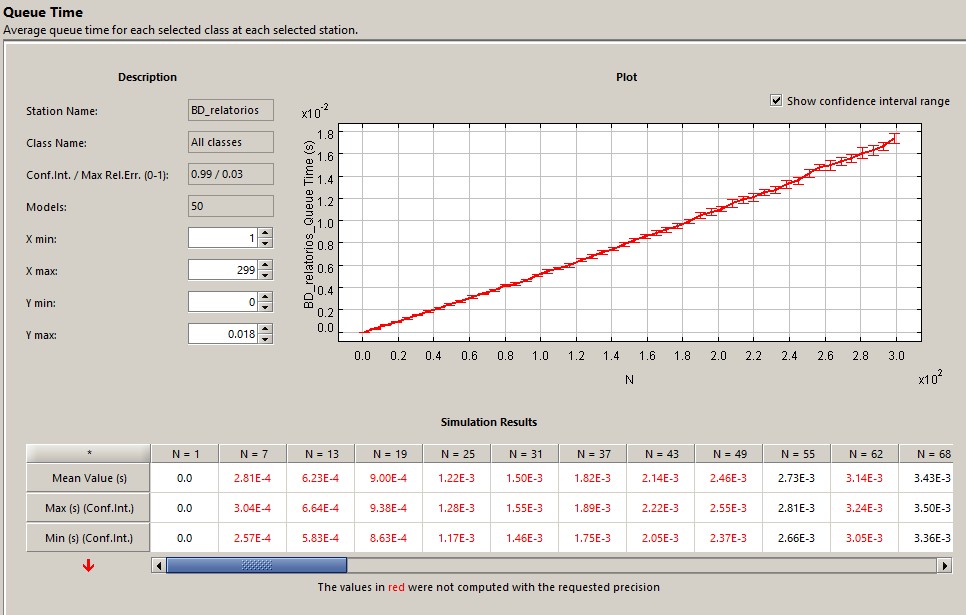 Queue Time
Average queue time for each selected class at each selected station.
Description
Station Name: BD_relatorios
Class Name: All classes
Conf.Int. / Max Rel.Err. (0-1): 0.99 / 0.03
Models: 50
X min: 1
X max: 299
Y min: 0
Y max: 0.018
Plot
Show confidence interval range
x10-2
BD_relatorios_Queue Time (s)
1.8
1.6
1.4
1.2
1.0
0.8
0.6
0.4
0.2
0.0
0.0 0.2 0.4 0.6 0.8 1.0 1.2 1.4 1.6 1.8 2.0 2.2 2.4 2.6 2.8 3.0
N
x102
Simulation Results
* N = 1 N = 7 N = 13 N = 19 N = 25 N = 31 N = 37 N = 43 N = 49 N = 55 N = 62 N = 68
Mean Value (s) 0.0 2.81E-4 6.23E-4 9.00E-4 1.22E-3 1.50E-3 1.82E-3 2.14E-3 2.46E-3 2.73E-3 3.14E-3 3.43E-3
Max (s) (Conf.Int.) 0.0 3.04E-4 6.64E-4 9.38E-4 1.28E-3 1.55E-3 1.89E-3 2.22E-3 2.55E-3 2.81E-3 3.24E-3 3.50E-3
Min (s) (Conf.Int.) 0.0 2.57E-4 5.83E-4 8.63E-4 1.17E-3 1.46E-3 1.75E-3 2.05E-3 2.37E-3 2.66E-3 3.05E-3 3.36E-3
The values in red were not computed with the requested precision